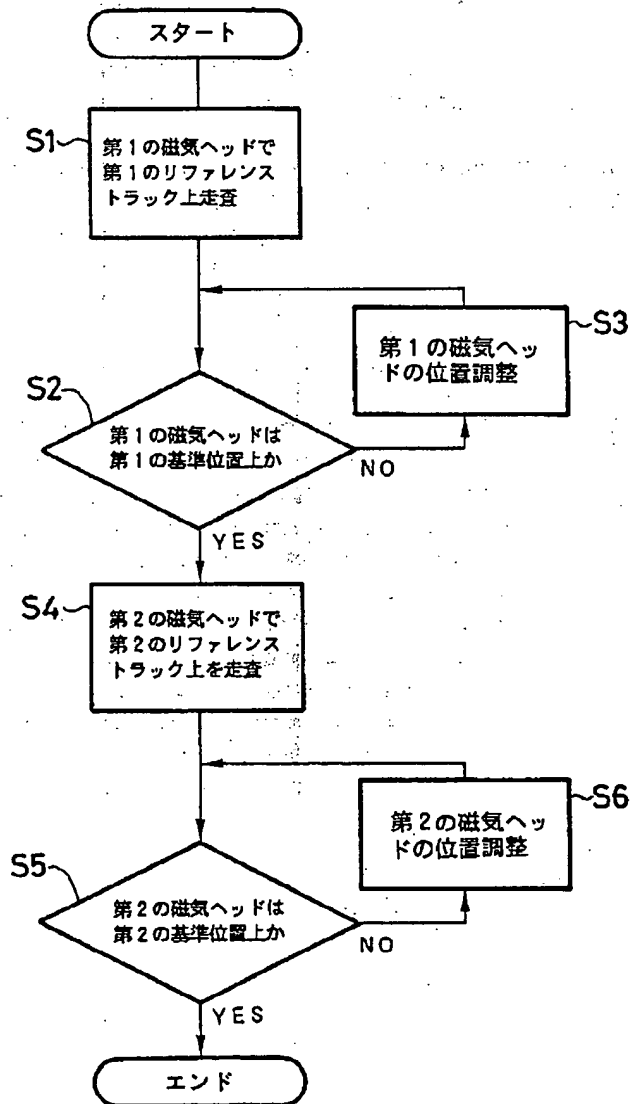 スタート
S1
第1の磁気ヘッドで
第1のリファレンス
トラック上走査
S3
第1の磁気ヘッ
ドの位置調整
S2
第1の磁気ヘッドは
第1の基準位置上か
NO
YES
S4
第2の磁気ヘッドで
第2のリファレンス
トラック上を走査
S6
第2の磁気ヘッ
ドの位置調整
S5
第2の磁気ヘッドは
第2の基準位置上か
NO
YES
エンド